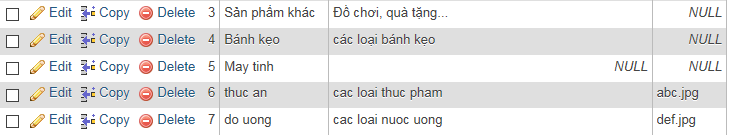 Edit Copy Delete 3 Sản phẩm khác Đồ chơi, quà tặng... NULL
Edit Copy Delete 4 Bánh kẹo các loại bánh kẹo NULL
Edit Copy Delete 5 May tinh NULL NULL
Edit Copy Delete 6 thuc an cac loai thuc pham abc.jpg
Edit Copy Delete 7 do uong cac loai nuoc uong def.jpg